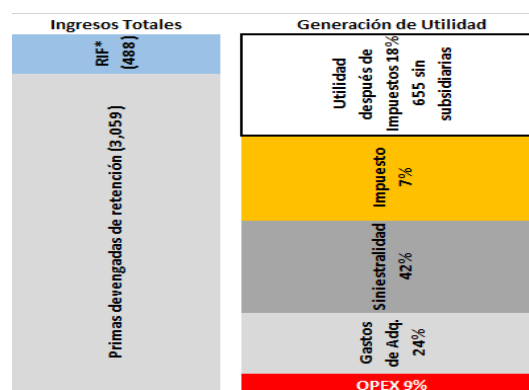 Ingresos Totales
Generación de Utilidad
RIF*
(488)
Primas devengadas de retención (3,059)
Utilidad
después de
Impuestos 18%
655 sin
subsidiarias
Impuesto
7%
Siniestralidad
42%
Gastos
de Adq.
24%
OPEX 9%